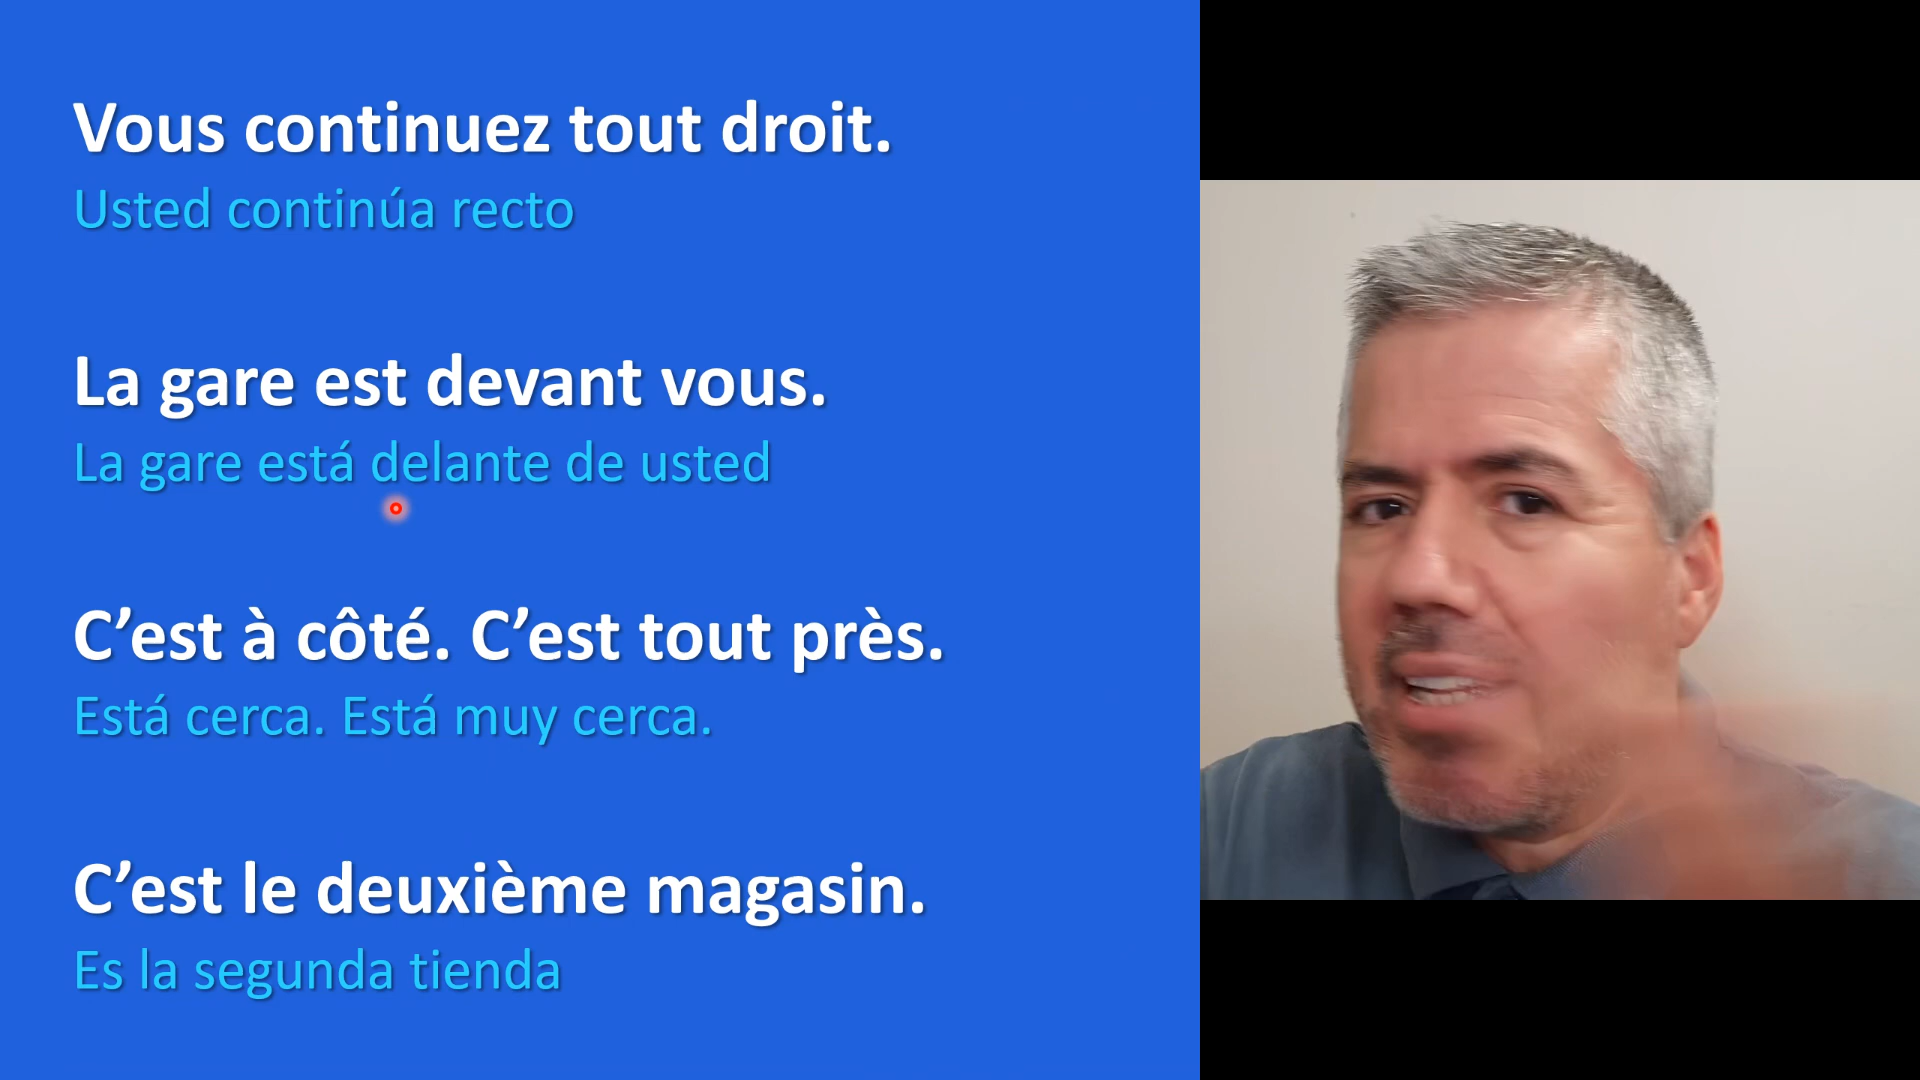 Vous continuez tout droit.
Usted continúa recto
La gare est devant vous.
La gare está delante de usted
C’est à côté. C’est tout près.
Está cerca. Está muy cerca.
C’est le deuxième magasin.
Es la segunda tienda